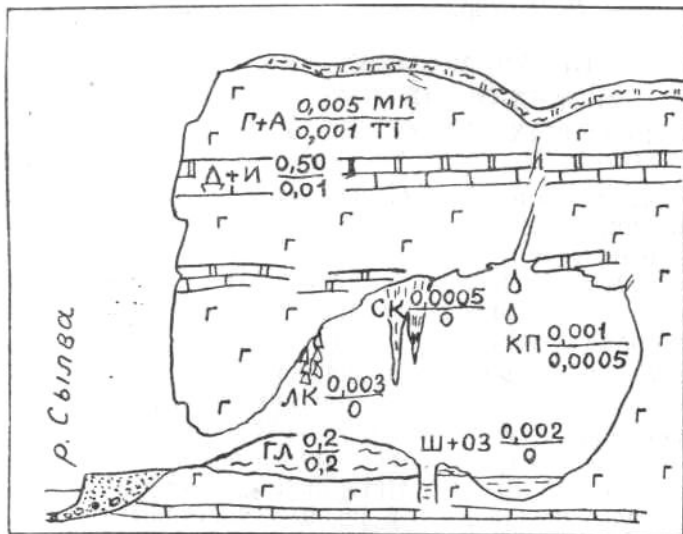 Г+А 0,005 Mn
0,001 Ti
Д+И 0,50
0,01
Г Г Г Г
Г Г Г
Г Г Г Г
СК 0,0005
0
КП 0,001
0,0005
ЛК 0,003
0
р. Сылва
ГЛ 0,2
0,2
Ш+ОЗ 0,002
0